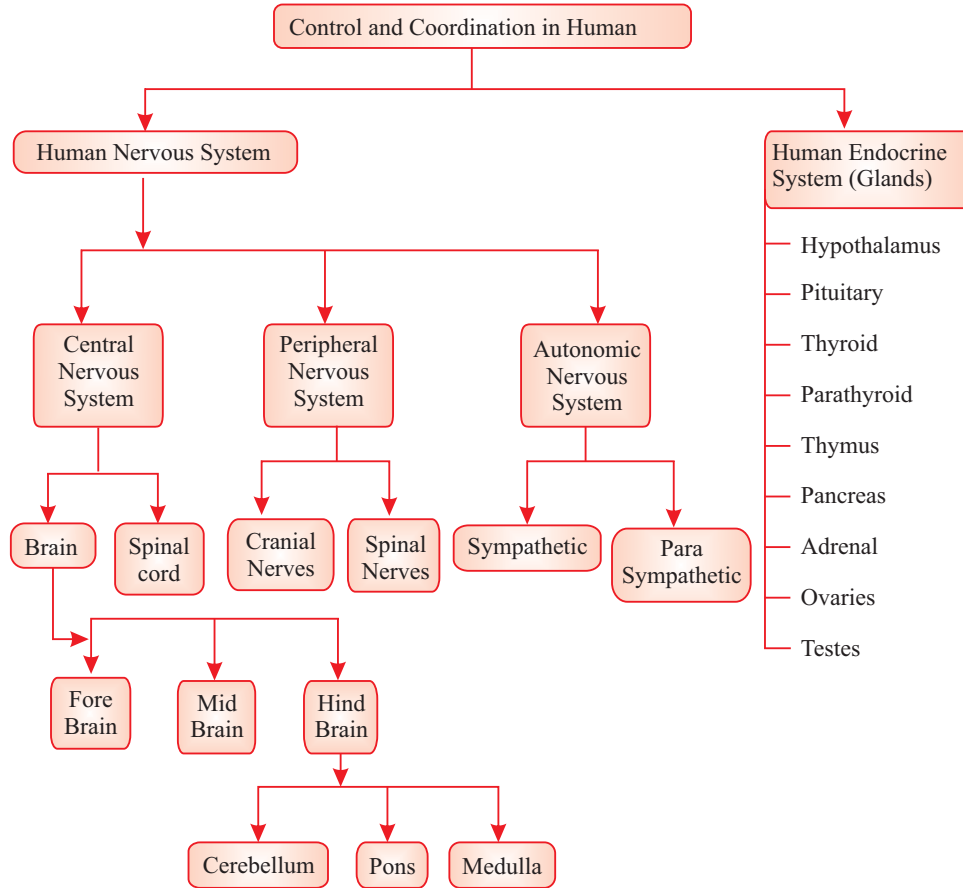 Control and Coordination in Human
Human Nervous System
Human Endocrine
System (Glands)
Hypothalamus
Pituitary
Thyroid
Parathyroid
Thymus
Pancreas
Adrenal
Ovaries
Testes
Central
Nervous
System
Peripheral
Nervous
System
Autonomic
Nervous
System
Brain
Spinal
cord
Cranial
Nerves
Spinal
Nerves
Sympathetic
Para
Sympathetic
Fore
Brain
Mid
Brain
Hind
Brain
Cerebellum
Pons
Medulla